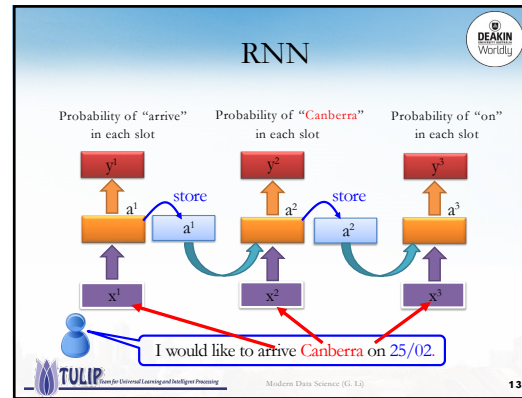 RNN
DEAKIN
Worldly
Probability of “arrive” in each slot
Probability of “Canberra” in each slot
Probability of “on” in each slot
y¹
y²
y³
store
store
a¹
a¹
a²
a²
a³
x¹
x²
x³
I would like to arrive Canberra on 25/02.
TULIP Team for Universal Learning and Intelligent Processing
Modern Data Science (G. Li)
13